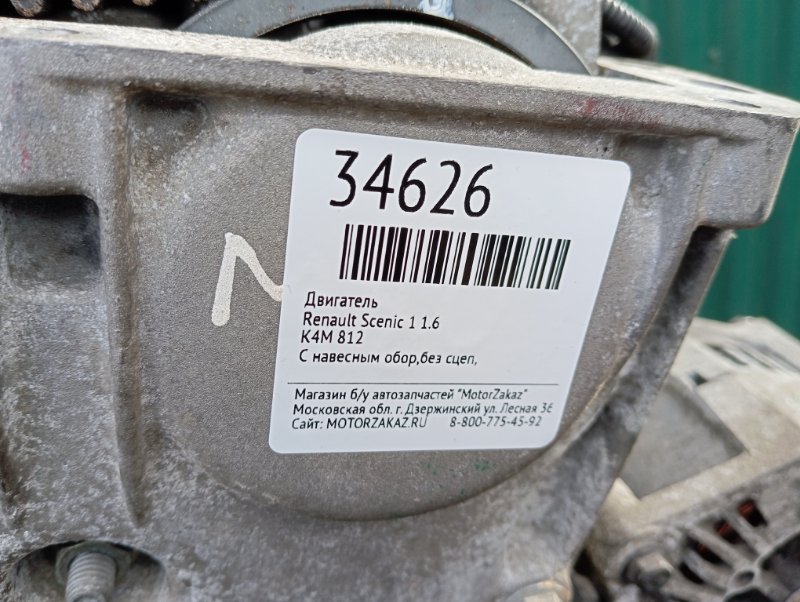 34626
Двигатель
Renault Scenic 1 1.6
K4M 812
С навесным обор,без сцеп,
Магазин б/у автозапчастей "MotorZakaz"
Московская обл. г. Дзержинский ул. Лесная 36
Сайт: MOTORZAKAZ.RU 8-800-775-45-92
N